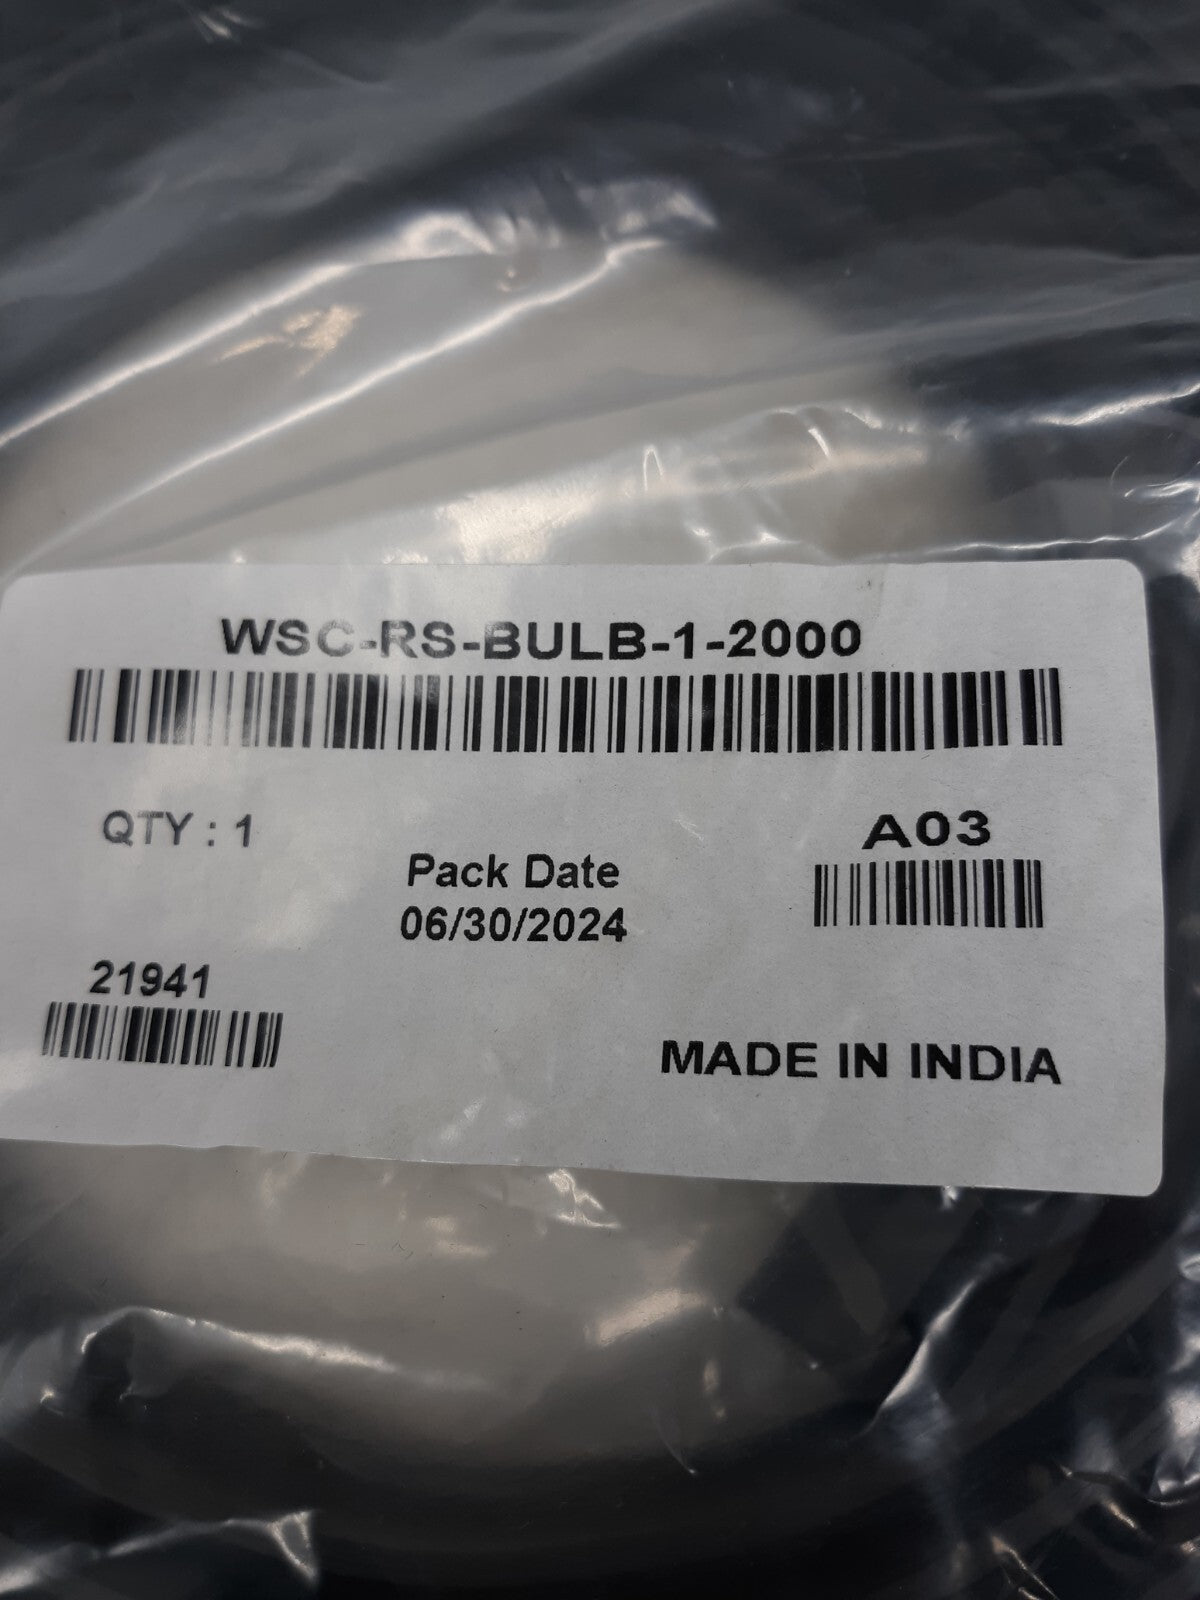 WSC-RS-BULB-1-2000
QTY : 1
A03
Pack Date
06/30/2024
21941
MADE IN INDIA